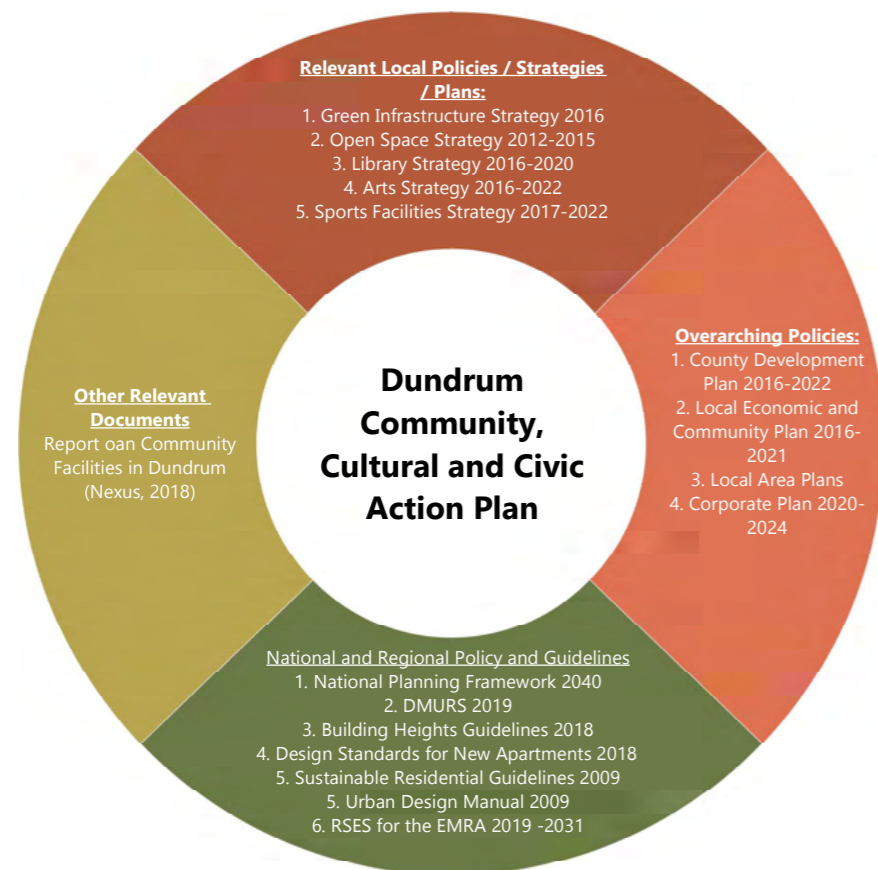 Relevant Local Policies / Strategies
/ Plans:
1. Green Infrastructure Strategy 2016
2. Open Space Strategy 2012-2015
3. Library Strategy 2016-2020
4. Arts Strategy 2016-2022
5. Sports Facilities Strategy 2017-2022
Overarching Policies:
1. County Development
Plan 2016-2022
2. Local Economic and
Community Plan 2016-
2021
3. Local Area Plans
4. Corporate Plan 2020-
2024
National and Regional Policy and Guidelines
1. National Planning Framework 2040
2. DMURS 2019
3. Building Heights Guidelines 2018
4. Design Standards for New Apartments 2018
5. Sustainable Residential Guidelines 2009
5. Urban Design Manual 2009
6. RSES for the EMRA 2019 -2031
Other Relevant
Documents
Report oan Community
Facilities in Dundrum
(Nexus, 2018)
Dundrum
Community,
Cultural and Civic
Action Plan